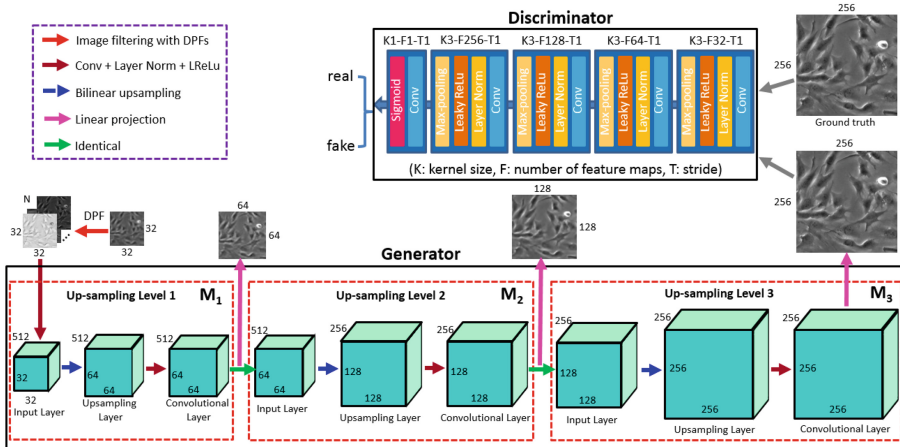 Image filtering with DPFs
Conv + Layer Norm + LReLu
Bilinear upsampling
Linear projection
Identical
Discriminator
K1-F1-T1
K3-F256-T1
K3-F128-T1
K3-F64-T1
K3-F32-T1
real
fake
Sigmoid
Conv
Max-pooling
Leaky ReLu
Layer Norm
Conv
Max-pooling
Leaky ReLu
Layer Norm
Conv
Max-pooling
Leaky ReLu
Layer Norm
Conv
Max-pooling
Leaky ReLu
Layer Norm
Conv
(K: kernel size, F: number of feature maps, T: stride)
256
256
Ground truth
256
256
N
32
32
DPF
32
32
64
64
128
128
Generator
Up-sampling Level 1
M1
512
32
32
Input Layer
512
64
64
Upsampling
Layer
512
64
64
Convolutional
Layer
Up-sampling Level 2
M2
512
64
64
Input Layer
256
128
128
Upsampling Layer
256
128
128
Convolutional Layer
Up-sampling Level 3
M3
256
128
128
Input Layer
256
256
256
Upsampling Layer
256
256
256
Convolutional Layer